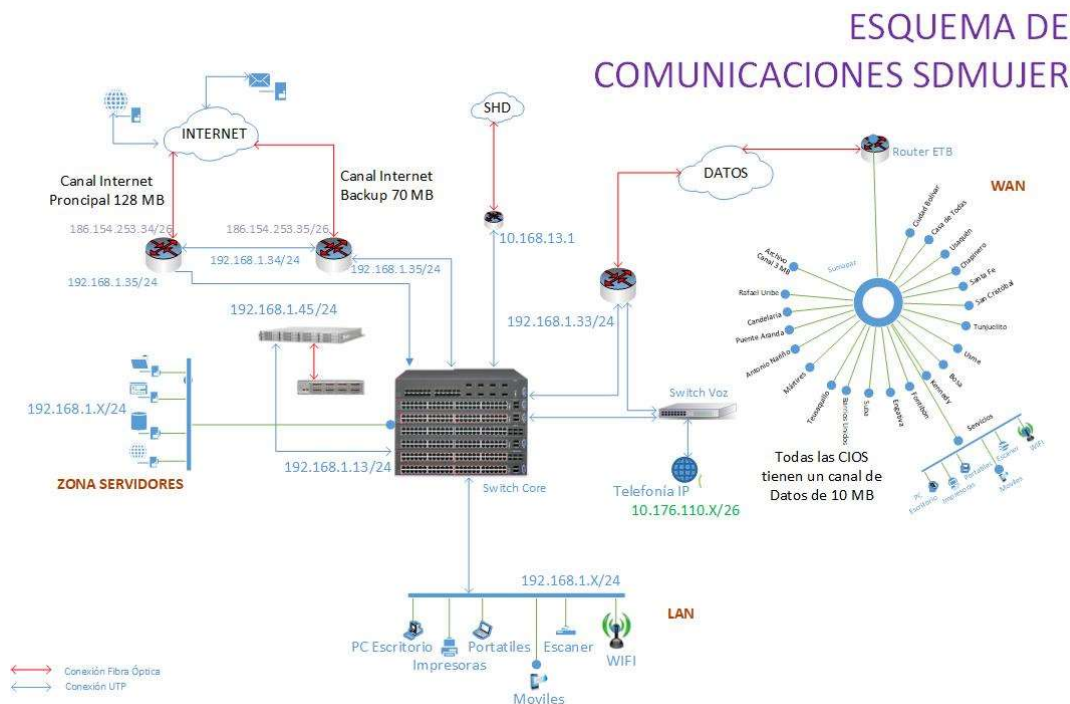 ESQUEMA DE
COMUNICACIONES SDMUJER
INTERNET
SHD
DATOS
Router ETB
WAN
Canal Internet
Proncipal 128 MB
Canal Internet
Backup 70 MB
186.154.253.34/26
186.154.253.35/26
10.168.13.1
192.168.1.34/24
192.168.1.35/24
192.168.1.35/24
192.168.1.45/24
192.168.1.33/24
192.168.1.X/24
ZONA SERVIDORES
192.168.1.13/24
Switch Core
Switch Voz
Telefonía IP
10.176.110.X/26
Ciudad Bolívar
Casa de Todas
Usaquén
Chapinero
Santa Fe
San Cristóbal
Tunjuelito
Usme
Bosa
Kennedy
Fontibón
Engativa
Suba
Barrios Unidos
Teusaquillo
Mártires
Antonio Nariño
Puente Aranda
Candelaria
Rafael Uribe
Archivo
Canal 3 MB
Sumapaz
Todas las CIOS
tienen un canal de
Datos de 10 MB
Servicios
PC
Escritorio
Impresoras
Portatiles
Escaner
WIFI
Moviles
192.168.1.X/24
LAN
PC Escritorio
Impresoras
Portatiles
Escaner
WIFI
Moviles
Conexión Fibra Óptica
Conexión UTP